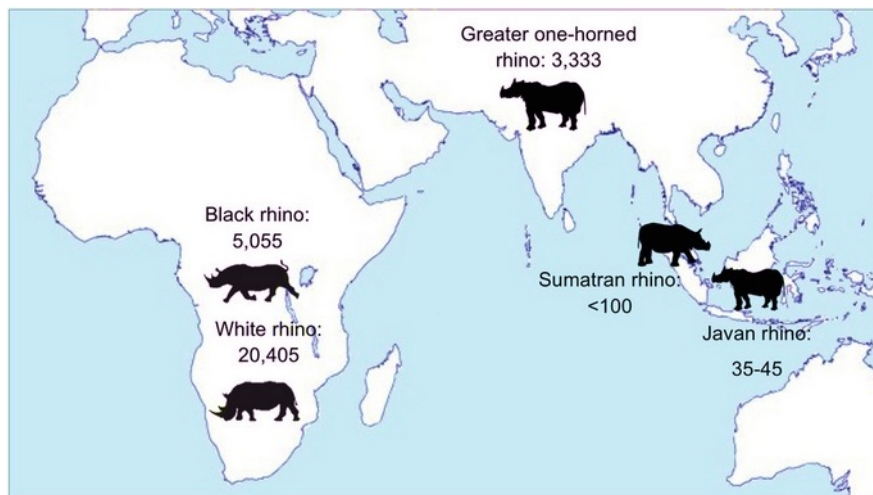 Greater one-horned
rhino: 3,333
Black rhino:
5,055
Sumatran rhino:
<100
White rhino:
20,405
Javan rhino:
35-45